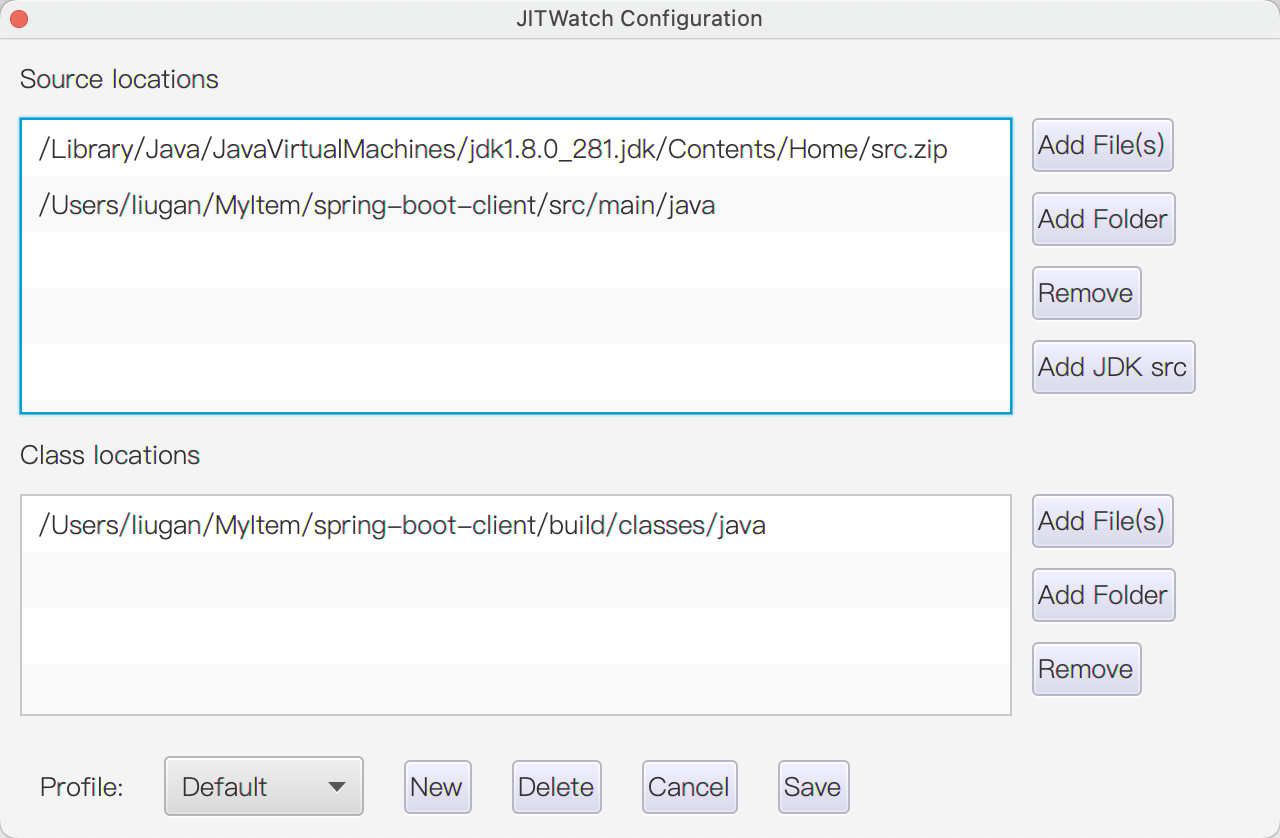 JITWatch Configuration
Source locations
/Library/Java/JavaVirtualMachines/jdk1.8.0_281.jdk/Contents/Home/src.zip
/Users/liugan/MyItem/spring-boot-client/src/main/java
Add File(s)
Add Folder
Remove
Add JDK src
Class locations
/Users/liugan/MyItem/spring-boot-client/build/classes/java
Add File(s)
Add Folder
Remove
Profile: Default New Delete Cancel Save